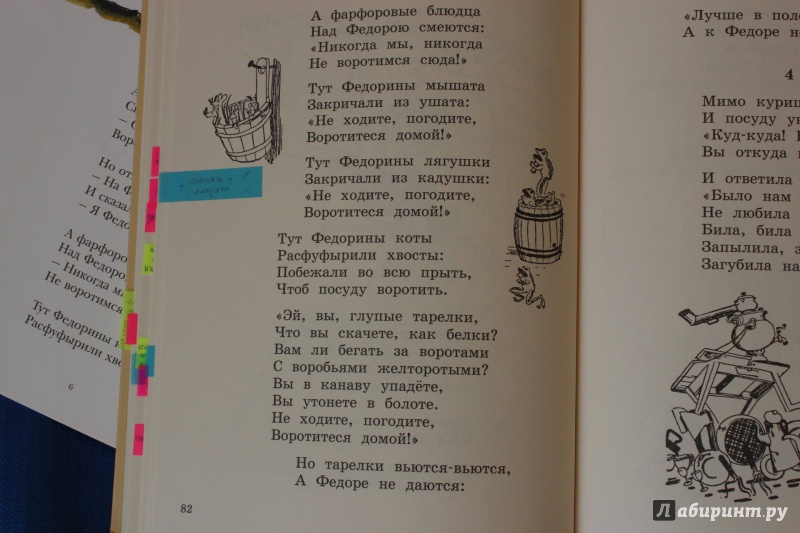 А фарфоровые блюдца
Над Федорою смеются:
«Никогда мы, никогда
Не воротимся сюда!»
Тут Федорины мышата
Закричали из ушата:
«Не ходите, погодите,
Воротитеся домой!»
Тут Федорины лягушки
Закричали из кадушки:
«Не ходите, погодите,
Воротитеся домой!»
Тут Федорины коты
Расфуфырили хвосты:
Побежали во всю прыть,
Чтоб посуду воротить.
«Эй, вы, глупые тарелки,
Что вы скачете, как белки?
Вам ли бегать за воротами
С воробьями желторотыми?
Вы в канаву упадёте,
Вы утонете в болоте.
Не ходите, погодите,
Воротитеся домой!»
Но тарелки вьются-вьются,
А Федоре не даются:
82
«Лучше в
А к Федоре
4
Мимо
И посуду
«Куд-куда!
Вы откуда
И ответила
«Было нам
Не любила
Била, била
Запылила,
Загубила
А
Но
– На
И
– Я
А
Над
– Никогда
Не воротимся
Тут Федорины
Расфуфырили
6
Лабиринт.ру